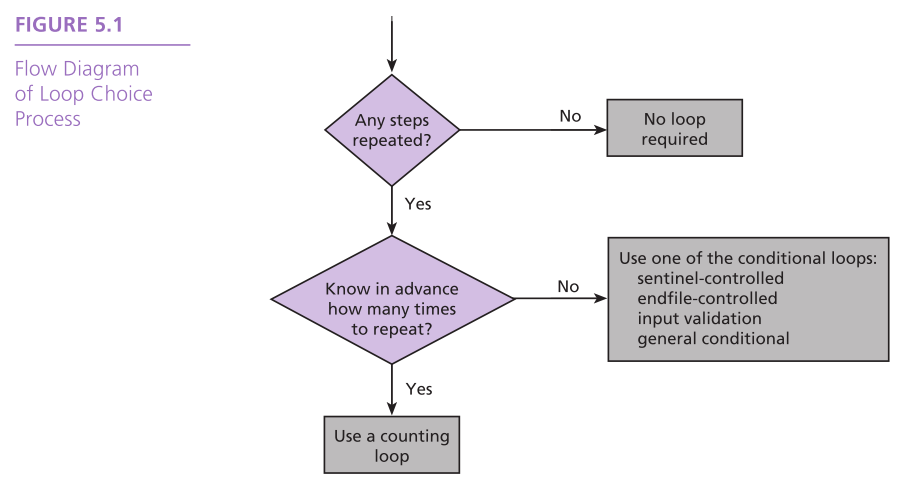 FIGURE 5.1
Flow Diagram
of Loop Choice
Process
Any steps
repeated?
No
No loop
required
Yes
Know in advance
how many times
to repeat?
No
Use one of the conditional loops:
sentinel-controlled
endfile-controlled
input validation
general conditional
Yes
Use a counting
loop